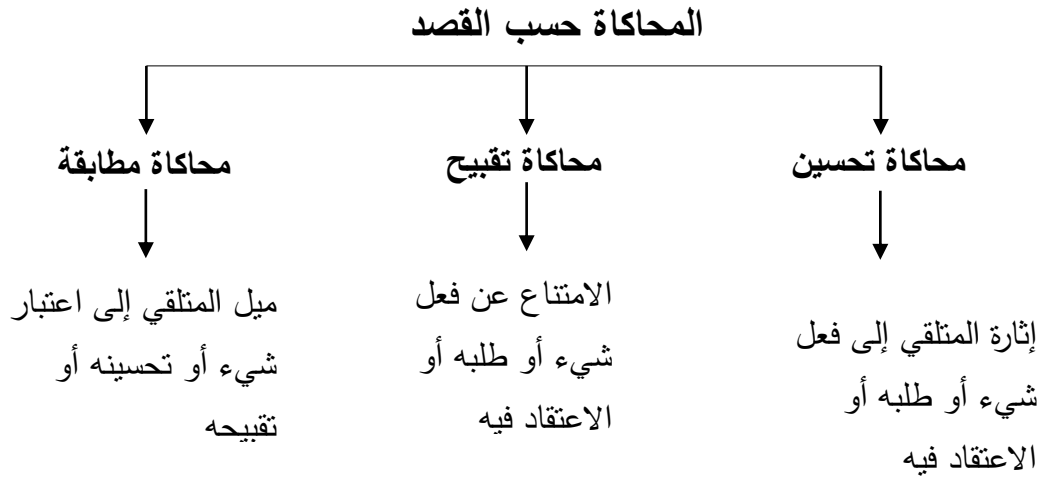 المحاكاة حسب القصد
محاكاة تحسين
محاكاة تقبيح
محاكاة مطابقة
إثارة المتلقي إلى فعل
شيء أو طلبه أو
الاعتقاد فيه
الامتناع عن فعل
شيء أو طلبه أو
الاعتقاد فيه
ميل المتلقي إلى اعتبار
شيء أو تحسينه أو
تقبيحه